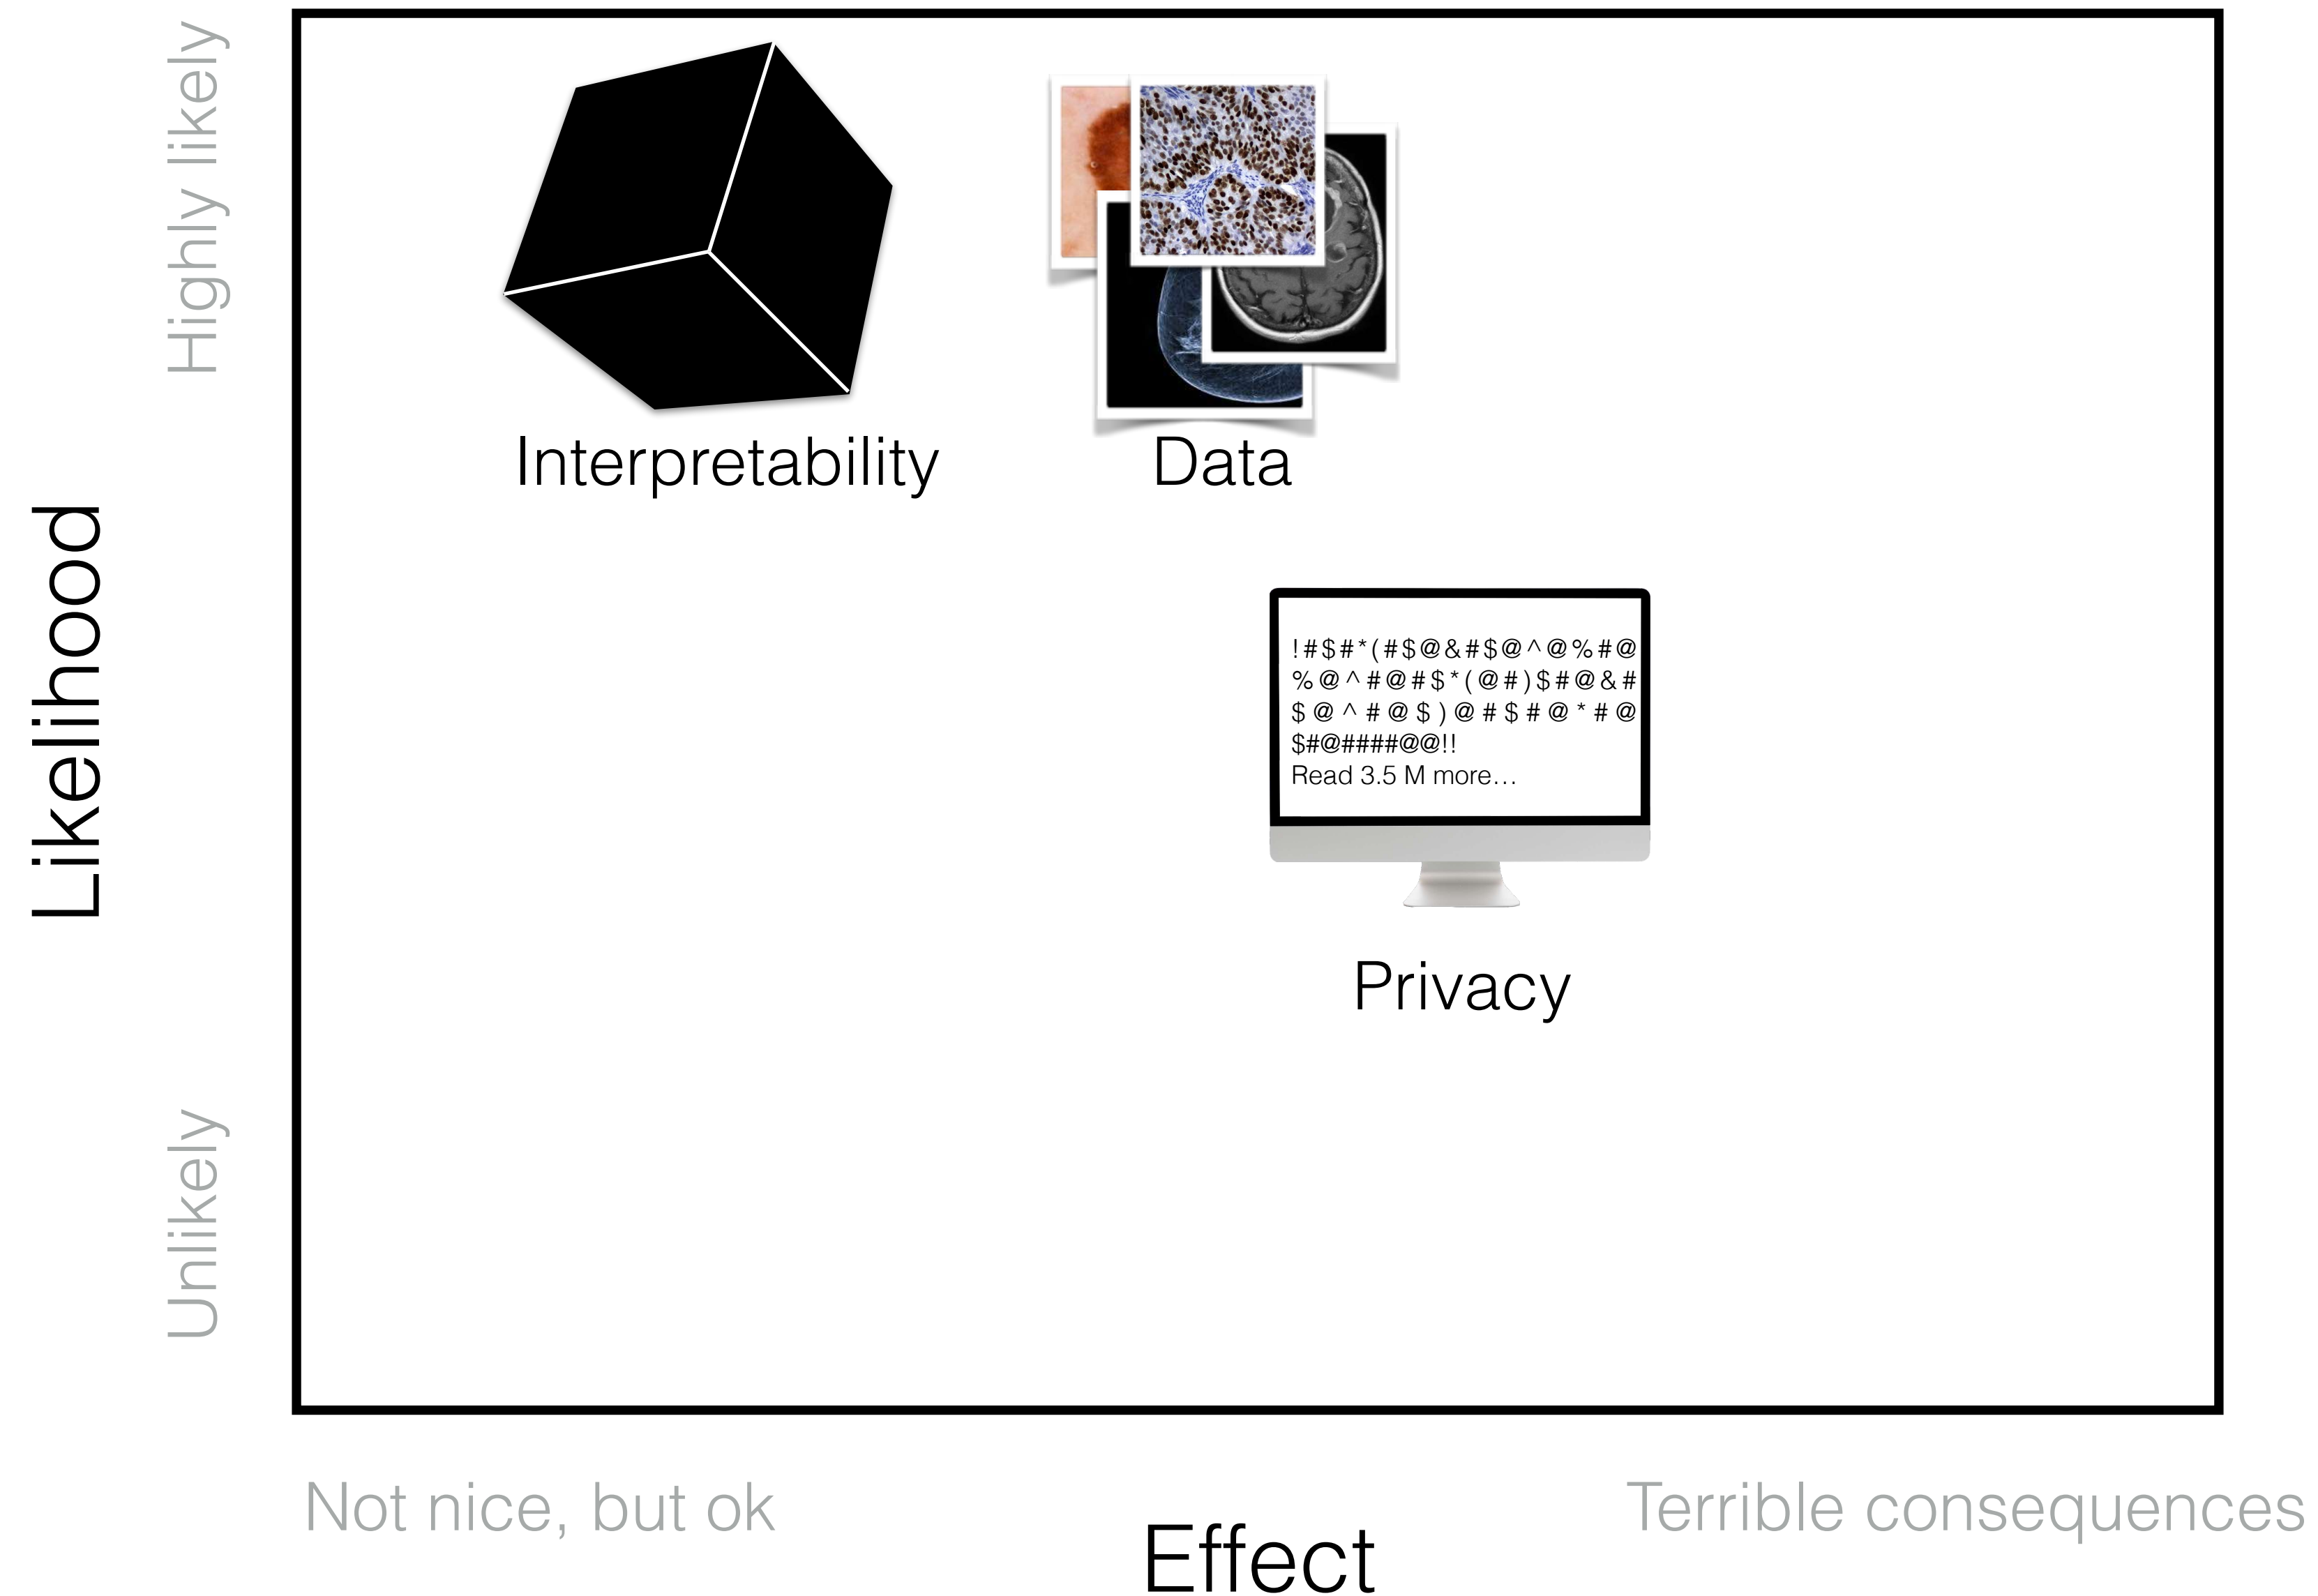 Likelihood
Highly likely
Unlikely
Interpretability
Data
!#$#*(#$@&#$@^@%#@
%@^#@#$*(@#)$#@&#
$@^#@$)@#$#@*#@
$#@####@@!!
Read 3.5 M more…
Privacy
Not nice, but ok
Effect
Terrible consequences